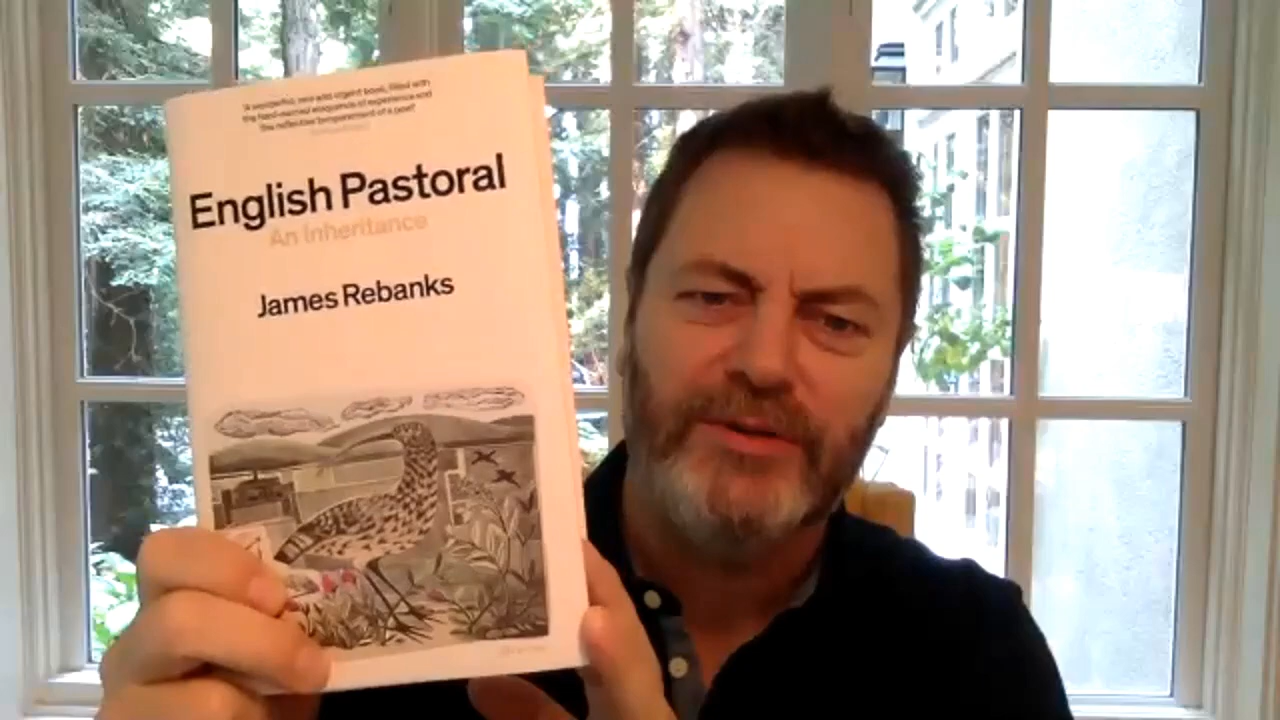 'A wonderful, wise and urgent book, filled with
the hard-earned eloquence of experience and
the reflective temperament of a poet'
English Pastoral
An Inheritance
James Rebanks